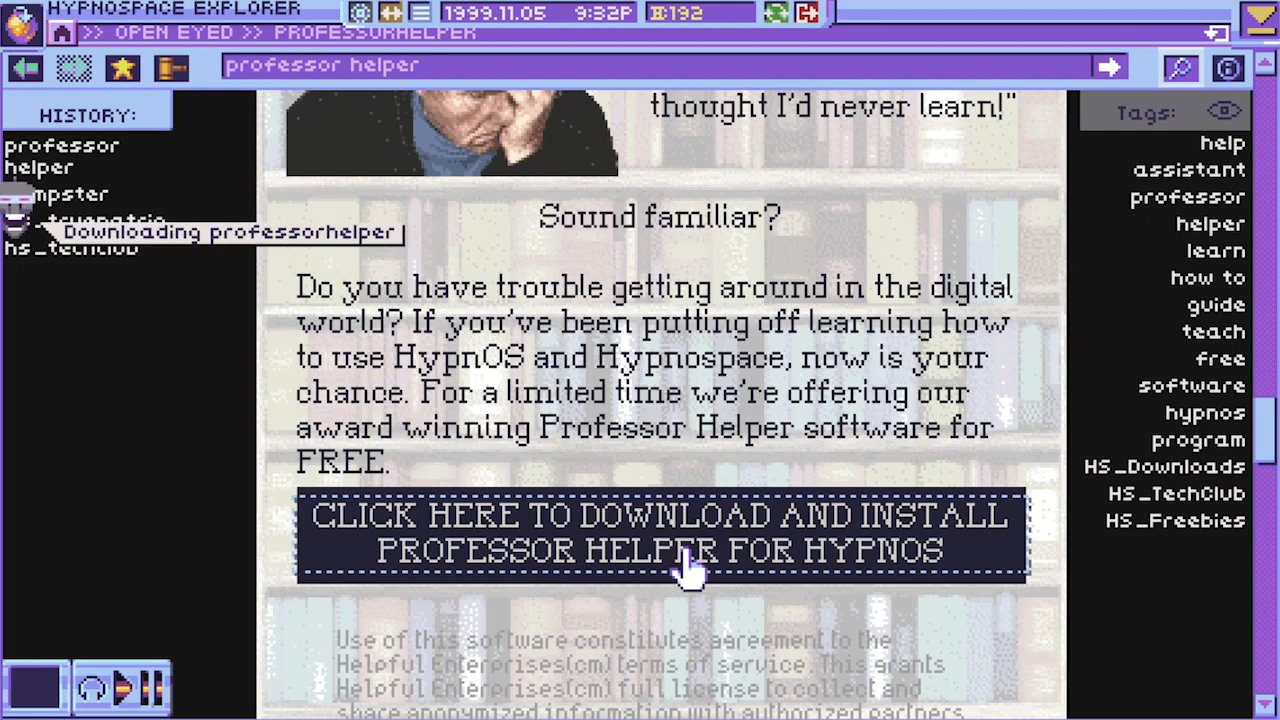 HYPNOSPACE EXPLORER
1999.11.05 9:32P
192
>> OPEN EYED >> PROFESSORHELPER
professor helper
HISTORY:
professor
helper
mpster
Downloading professorhelper
hs_techclub
thought I'd never learn!"
Sound familiar?
Do you have trouble getting around in the digital
world? If you've been putting off learning how
to use HypnOS and Hypnospace, now is your
chance. For a limited time we're offering our
award winning Professor Helper software for
FREE.
CLICK HERE TO DOWNLOAD AND INSTALL
PROFESSOR HELPER FOR HYPNOS
Use of this software constitutes agreement to the
Helpful Enterprises(cm) terms of service. This grants
Helpful Enterprises(cm) full license to collect and
share anonymized information with authorized partners
Tags:
help
assistant
professor
helper
learn
how to
guide
teach
free
software
hypnos
program
HS_Downloads
HS_TechClub
HS_Freebies